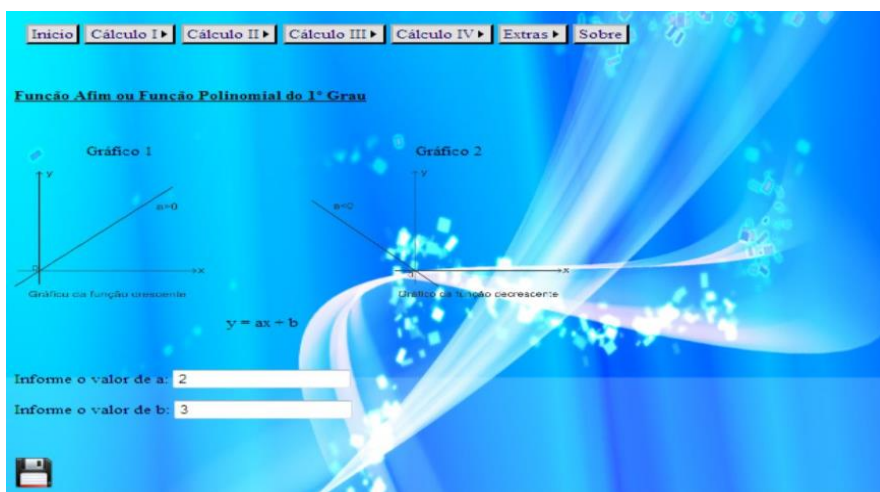 Início Cálculo I Cálculo II Cálculo III Cálculo IV Extras Sobre
Função Afim ou Função Polinomial do 1º Grau
Gráfico 1 Gráfico 2
y y
0
x x
Gráfico da função crescente Gráfico da função decrescente
y = ax + b
Informe o valor de a: 2
Informe o valor de b: 3